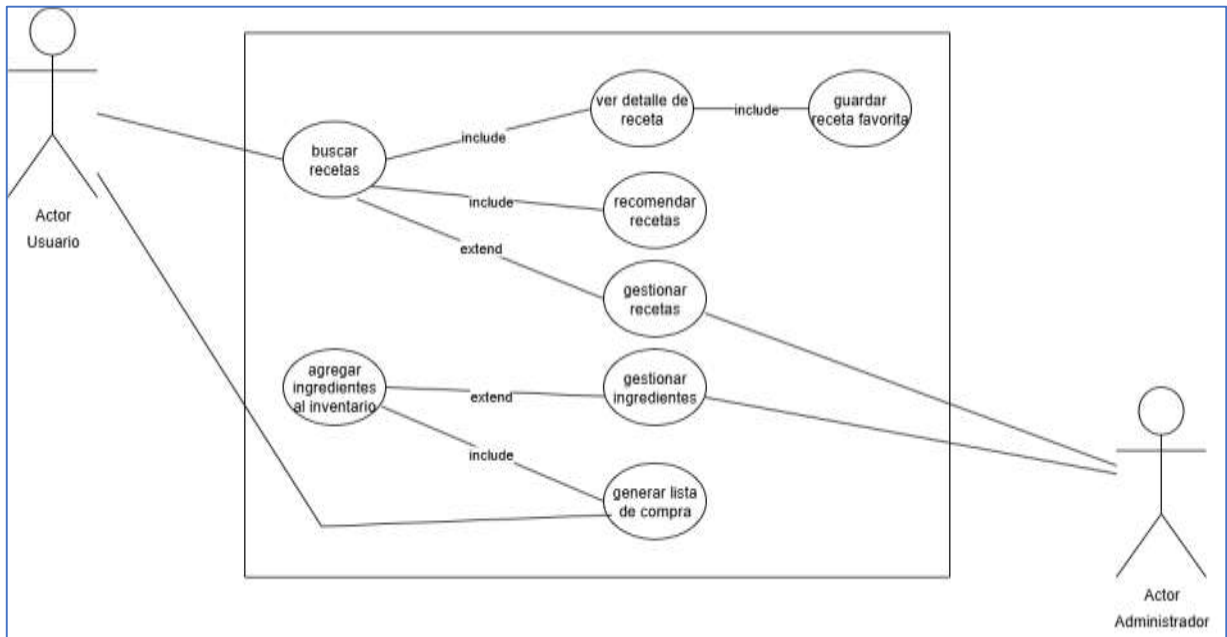 ver detalle de
receta
include
guardar
receta favorita
include
buscar
recetas
include
recomendar
recetas
extend
gestionar
recetas
Actor
Usuario
agregar
ingredientes
al inventario
extend
gestionar
ingredientes
include
generar lista
de compra
Actor
Administrador